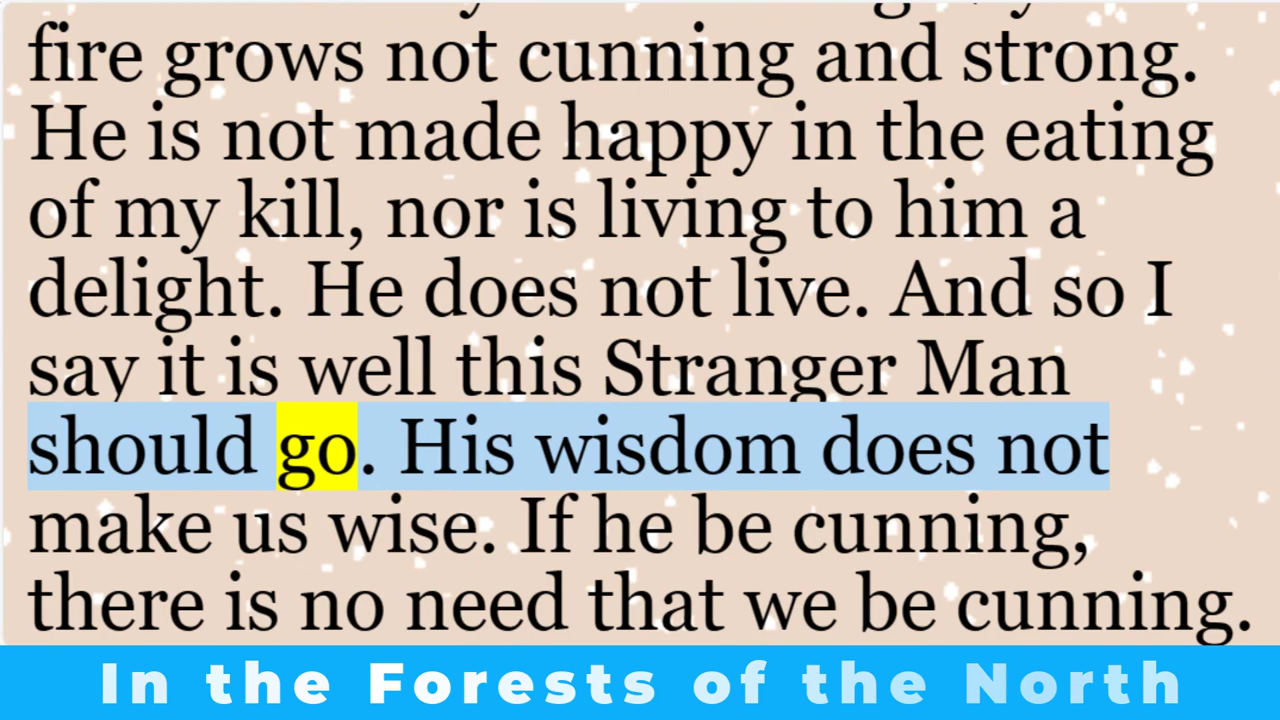 fire grows not cunning and strong.
He is not made happy in the eating
of my kill, nor is living to him a
delight. He does not live. And so I
say it is well this Stranger Man
should go. His wisdom does not
make us wise. If he be cunning,
there is no need that we be cunning.
In the Forests of the North